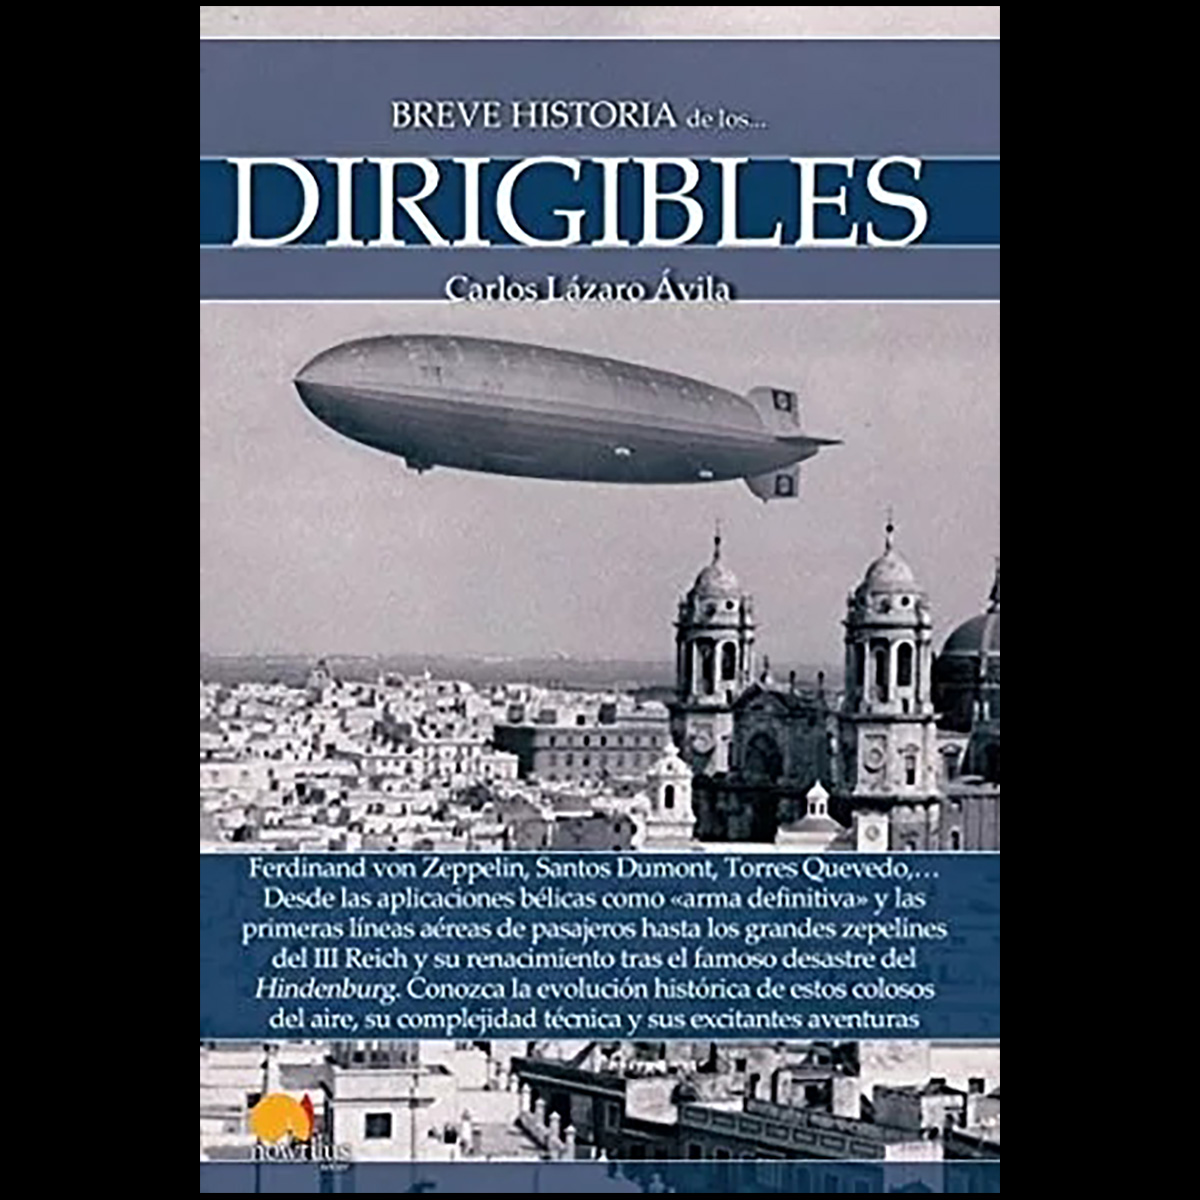 BREVE HISTORIA de los...
DIRIGIBLES
Carlos Lázaro Ávila
Ferdinand von Zeppelin, Santos Dumont, Torres Quevedo,...
Desde las aplicaciones bélicas como «arma definitiva» y las
primeras líneas aéreas de pasajeros hasta los grandes zepelines
del III Reich y su renacimiento tras el famoso desastre del
Hindenburg. Conozca la evolución histórica de estos colosos
del aire, su complejidad técnica y sus excitantes aventuras
nowtilus